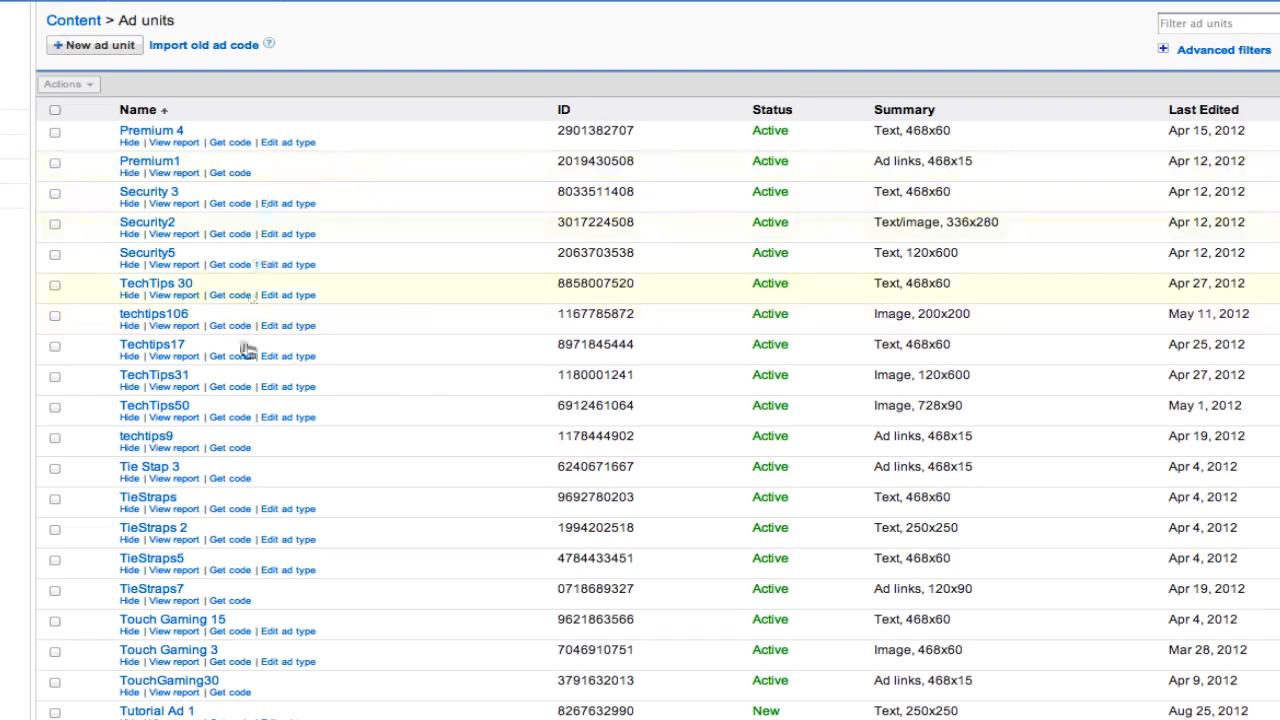 Content > Ad units
Filter ad units
+ New ad unit Import old ad code ?
+ Advanced filters
Actions
Name ID Status Summary Last Edited
Premium 4 2901382707 Active Text, 468x60 Apr 15, 2012
Hide | View report | Get code | Edit ad type
Premium1 2019430508 Active Ad links, 468x15 Apr 12, 2012
Hide | View report | Get code
Security 3 8033511408 Active Text, 468x60 Apr 12, 2012
Hide | View report | Get code | Edit ad type
Security2 3017224508 Active Text/image, 336x280 Apr 12, 2012
Hide | View report | Get code | Edit ad type
Security5 2063703538 Active Text, 120x600 Apr 12, 2012
Hide | View report | Get code | Edit ad type
TechTips 30 8858007520 Active Text, 468x60 Apr 27, 2012
Hide | View report | Get code | Edit ad type
techtips106 1167785872 Active Image, 200x200 May 11, 2012
Hide | View report | Get code | Edit ad type
Techtips17 8971845444 Active Text, 468x60 Apr 25, 2012
Hide | View report | Get code | Edit ad type
TechTips31 1180001241 Active Image, 120x600 Apr 27, 2012
Hide | View report | Get code | Edit ad type
TechTips50 6912461064 Active Image, 728x90 May 1, 2012
Hide | View report | Get code | Edit ad type
techtips9 1178444902 Active Ad links, 468x15 Apr 19, 2012
Hide | View report | Get code
Tie Stap 3 6240671667 Active Ad links, 468x15 Apr 4, 2012
Hide | View report | Get code
TieStraps 9692780203 Active Text, 468x60 Apr 4, 2012
Hide | View report | Get code | Edit ad type
TieStraps 2 1994202518 Active Text, 250x250 Apr 4, 2012
Hide | View report | Get code | Edit ad type
TieStraps5 4784433451 Active Text, 468x60 Apr 4, 2012
Hide | View report | Get code | Edit ad type
TieStraps7 0718689327 Active Ad links, 120x90 Apr 19, 2012
Hide | View report | Get code
Touch Gaming 15 9621863566 Active Text, 468x60 Apr 4, 2012
Hide | View report | Get code | Edit ad type
Touch Gaming 3 7046910751 Active Image, 468x60 Mar 28, 2012
Hide | View report | Get code | Edit ad type
TouchGaming30 3791632013 Active Ad links, 468x15 Apr 9, 2012
Hide | View report | Get code
Tutorial Ad 1 8267632990 New Text, 250x250 Aug 25, 2012